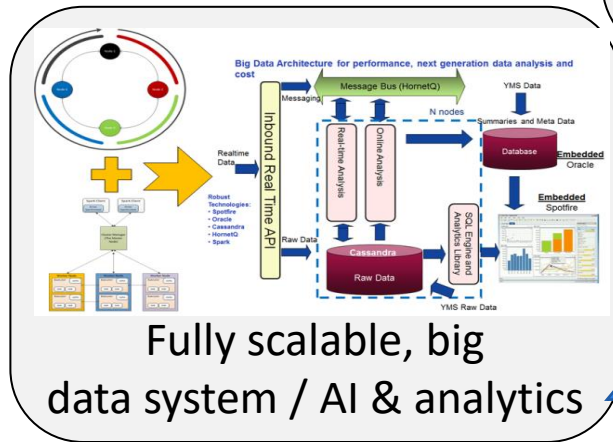 Big Data Architecture for performance, next generation data analysis and
cost
Message Bus (HornetQ)
Messaging
N nodes
YMS Data
Summaries and Meta Data
Inbound Real Time API
Realtime
Data
Real-time Analysis
Online Analysis
Database
Embedded
Oracle
Robust
Technologies:
• Spotfire
• Oracle
• Cassandra
• HornetQ
• Spark
Embedded
Spotfire
SQL Engine and
Analytics Library
Raw Data
Cassandra
Raw Data
YMS Raw Data
Fully scalable, big
data system / AI & analytics